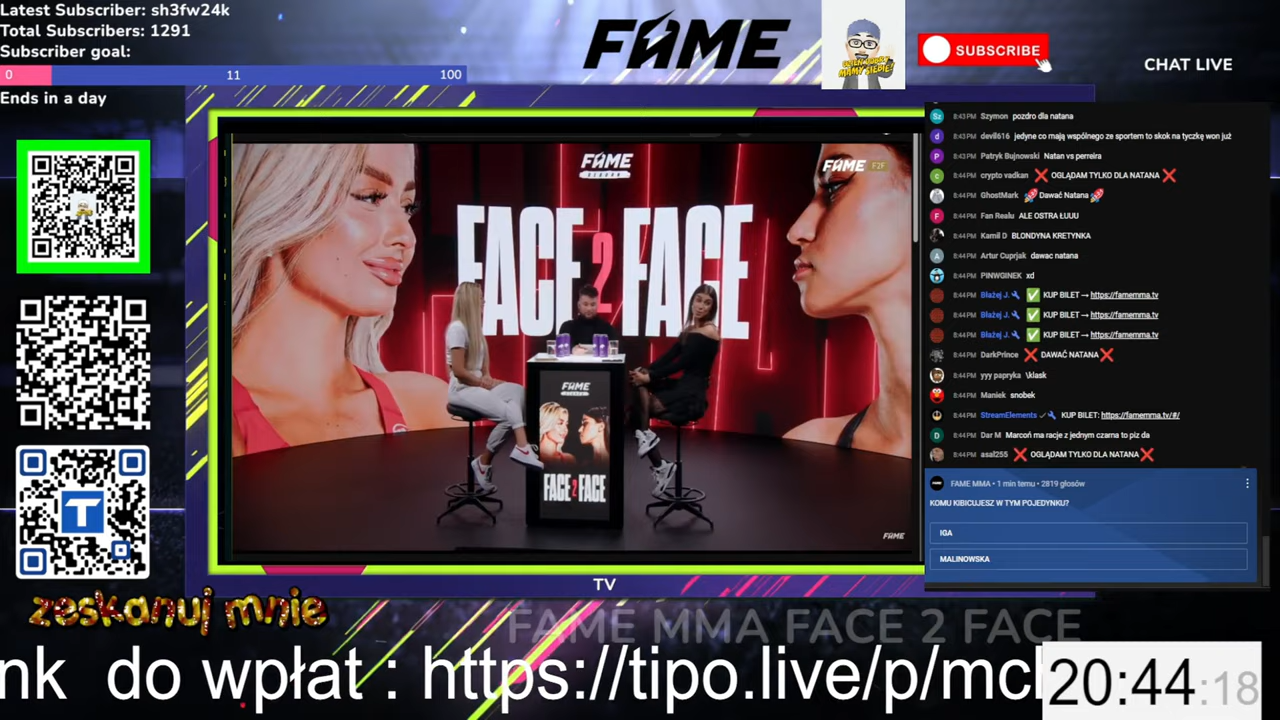 Latest Subscriber: sh3fw24k
Total Subscribers: 1291
Subscriber goal:
0 11 100
Ends in a day
FAME
SUBSCRIBE
CHAT LIVE
MAMY CIEBIE!
FAME
REBORN
FAME F2F
FACE 2 FACE
FAME
FACE 2 FACE
FAME
TV
8:43 PM Szymon pozdro dla natana
8:43 PM devil616 jedyne co mają wspólnego ze sportem to skok na tyczkę won już
8:43 PM Patryk Bujnowski Natan vs perreira
8:44 PM crypto vadkan ❌ OGLĄDAM TYLKO DLA NATANA ❌
8:44 PM GhostMark 🚀 Dawać Natana 🚀
8:44 PM Fan Realu ALE OSTRA ŁUUU
8:44 PM Kamil D BLONDYNA KRETYNKA
8:44 PM Artur Cuprjak dawac natana
8:44 PM PINWGINEK xd
8:44 PM Błażej J. ✅ KUP BILET → https://famemma.tv
8:44 PM Błażej J. ✅ KUP BILET → https://famemma.tv
8:44 PM Błażej J. ✅ KUP BILET → https://famemma.tv
8:44 PM DarkPrince ❌ DAWAĆ NATANA ❌
8:44 PM yyy papryka \klask
8:44 PM Maniek snobek
8:44 PM StreamElements KUP BILET: https://famemma.tv/#/
8:44 PM Dar M Marcoń ma racje z jednym czarna to piz da
8:44 PM asal255 ❌ OGLĄDAM TYLKO DLA NATANA ❌
FAME MMA • 1 min temu • 2819 głosów
KOMU KIBICUJESZ W TYM POJEDYNKU?
IGA
MALINOWSKA
T
zeskanuj mnie
FAME MMA FACE 2 FACE
nk do wpłat : https://tipo.live/p/mc
20:44:18